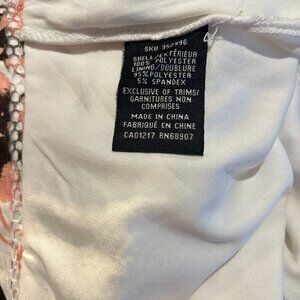 SKU 352996
SHELL/EXTÉRIEUR
100% POLYESTER
LINING/DOUBLURE
95% POLYESTER
5% SPANDEX
EXCLUSIVE OF TRIMS/
GARNITURES NON
COMPRISES
MADE IN CHINA
FABRIQUÉ EN CHINE
CA01217 RN68907